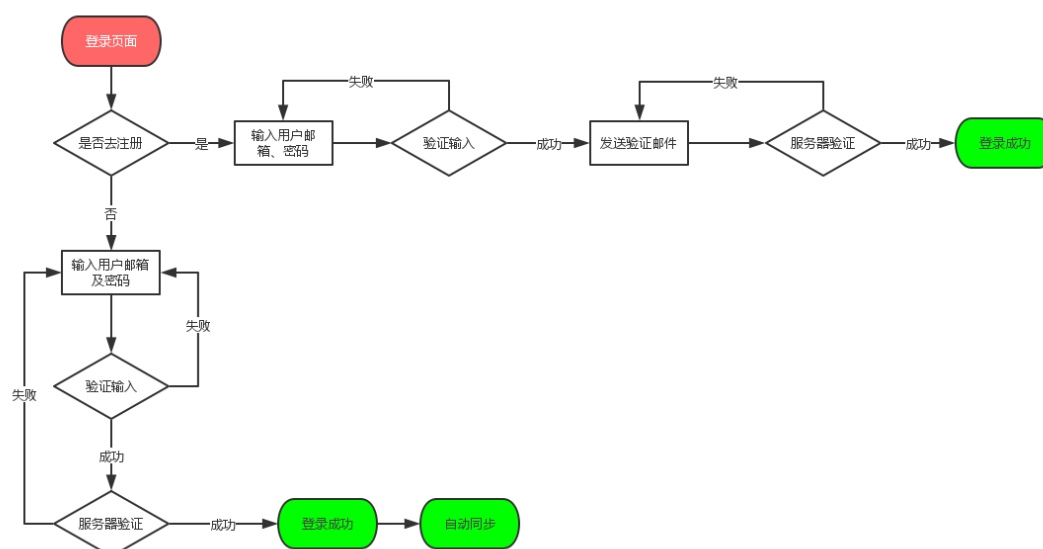 登录页面
失败
失败
是否去注册
是
输入用户邮
箱、密码
验证输入
成功
发送验证邮件
服务器验证
成功
登录成功
否
输入用户邮箱
及密码
失败
验证输入
失败
成功
服务器验证
成功
登录成功
自动同步